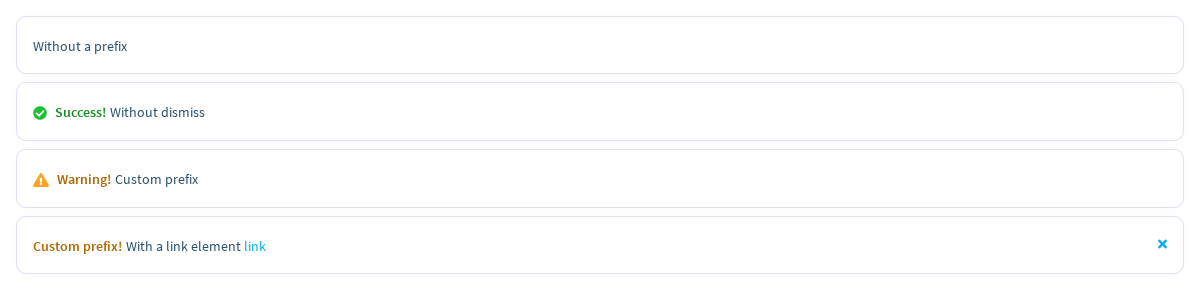 Without a prefix
Success! Without dismiss
Warning! Custom prefix
Custom prefix! With a link element link